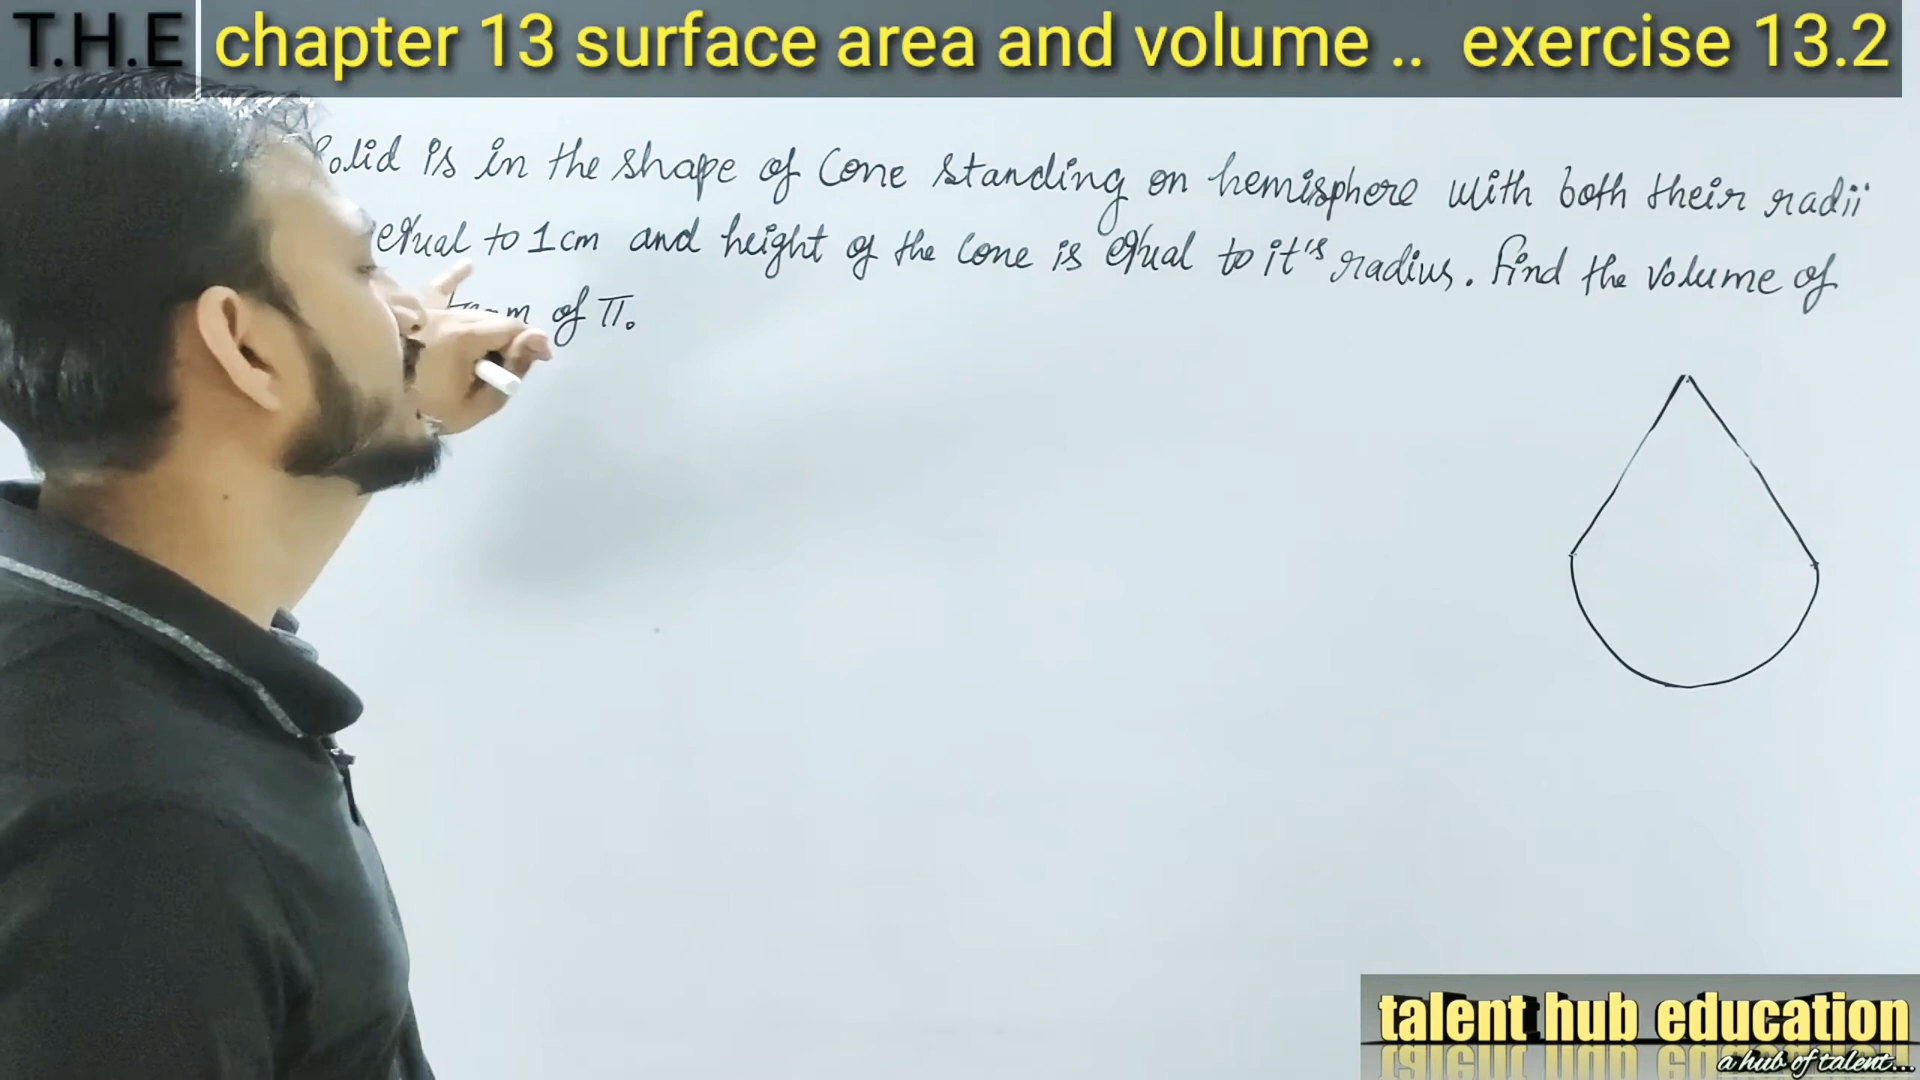 T.H.E chapter 13 surface area and volume .. exercise 13.2
Solid is in the shape of Cone standing on hemisphere with both their radii
equal to 1 cm and height of the cone is equal to it's radius. find the volume of
of π.
talent hub education
a hub of talent...